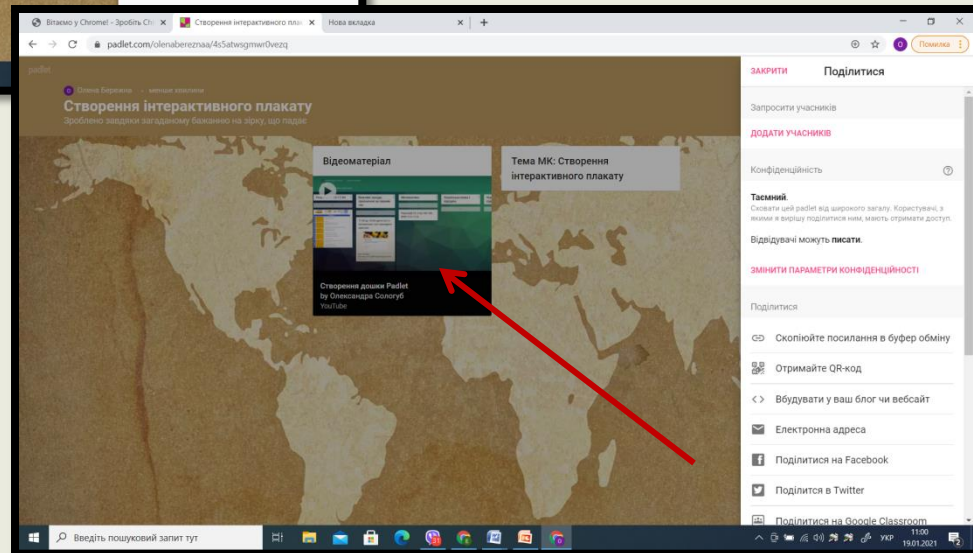 Вітаємо у Chrome! - Зробіть Ch
Створення інтерактивного плак
Нова вкладка
padlet.com/olenabereznaa/4s5atwsgmwr0vezq
О
Помилка
padlet
Олена Бережна
менше хвилини
Створення інтерактивного плакату
Зроблено завдяки загаданому бажанню на зірку, що падає
Відеоматеріал
Створення дошки Padlet
by Олександра Сологуб
YouTube
Тема МК: Створення
інтерактивного плакату
ЗАКРИТИ
Поділитися
Запросити учасників
ДОДАТИ УЧАСНИКІВ
Конфіденційність
Таємний.
Сховати цей padlet від широкого загалу. Користувачі, з
якими я вирішу поділитися ним, мають отримати доступ.
Відвідувачі можуть писати.
ЗМІНИТИ ПАРАМЕТРИ КОНФІДЕНЦІЙНОСТІ
Поділитися
Скопіюйте посилання в буфер обміну
Отримайте QR-код
Вбудувати у ваш блог чи вебсайт
Електронна адреса
Поділитися на Facebook
Поділится в Twitter
Поділитися на Google Classroom
Введіть пошуковий запит тут
УКР
11:00
19.01.2021